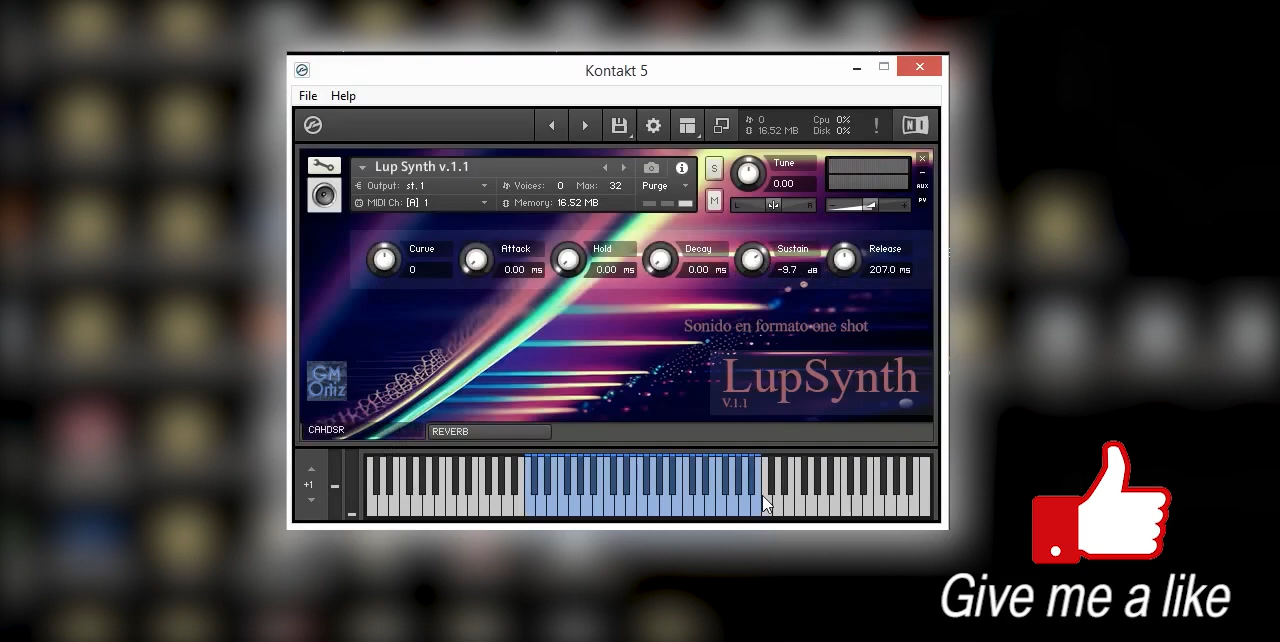 Kontakt 5
File Help
0
16.52 MB
Cpu 0%
Disk 0%
!
NI
Lup Synth v.1.1
Output: st. 1
Voices: 0 Max: 32
Purge
MIDI Ch: [A] 1
Memory: 16.52 MB
S
M
Tune
0.00
L R
- +
AUX
PV
Curve
0
Attack
0.00 ms
Hold
0.00 ms
Decay
0.00 ms
Sustain
-9.7 dB
Release
207.0 ms
Sonido en formato one shot
LupSynth
V.1.1
GM
Ortiz
CAHDSR
REVERB
+1
Give me a like